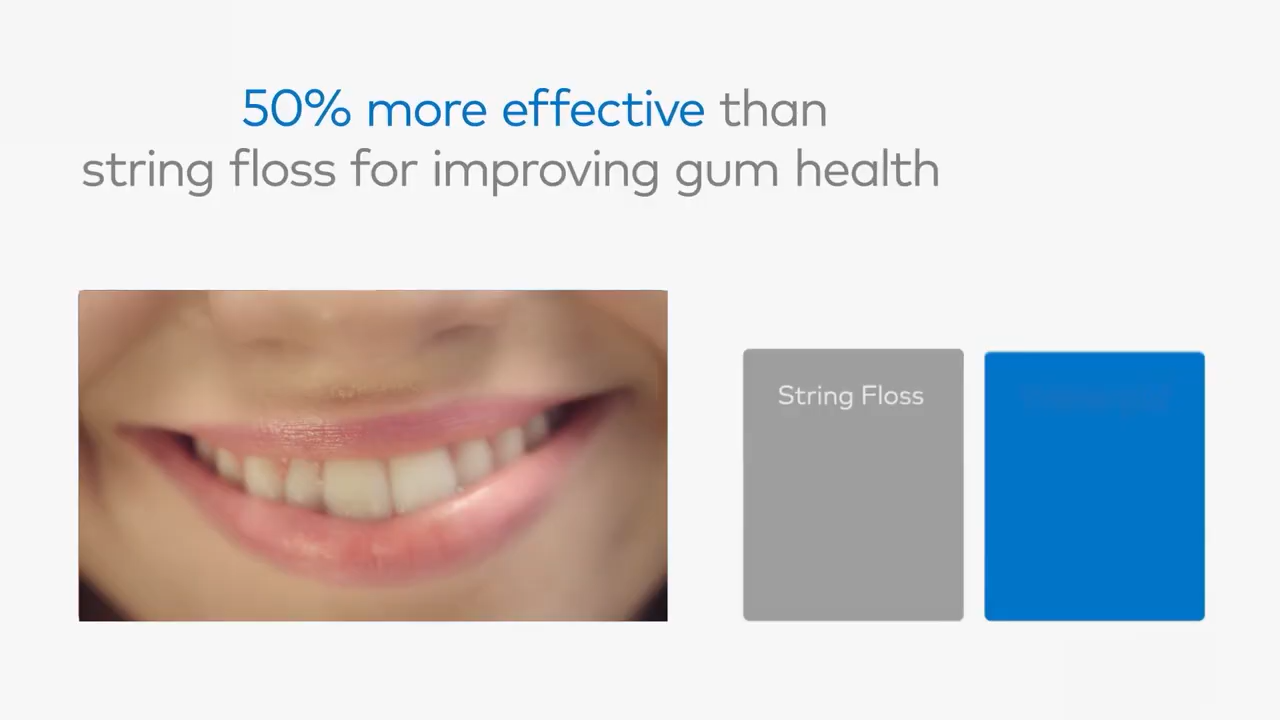 50% more effective than
string floss for improving gum health
String Floss